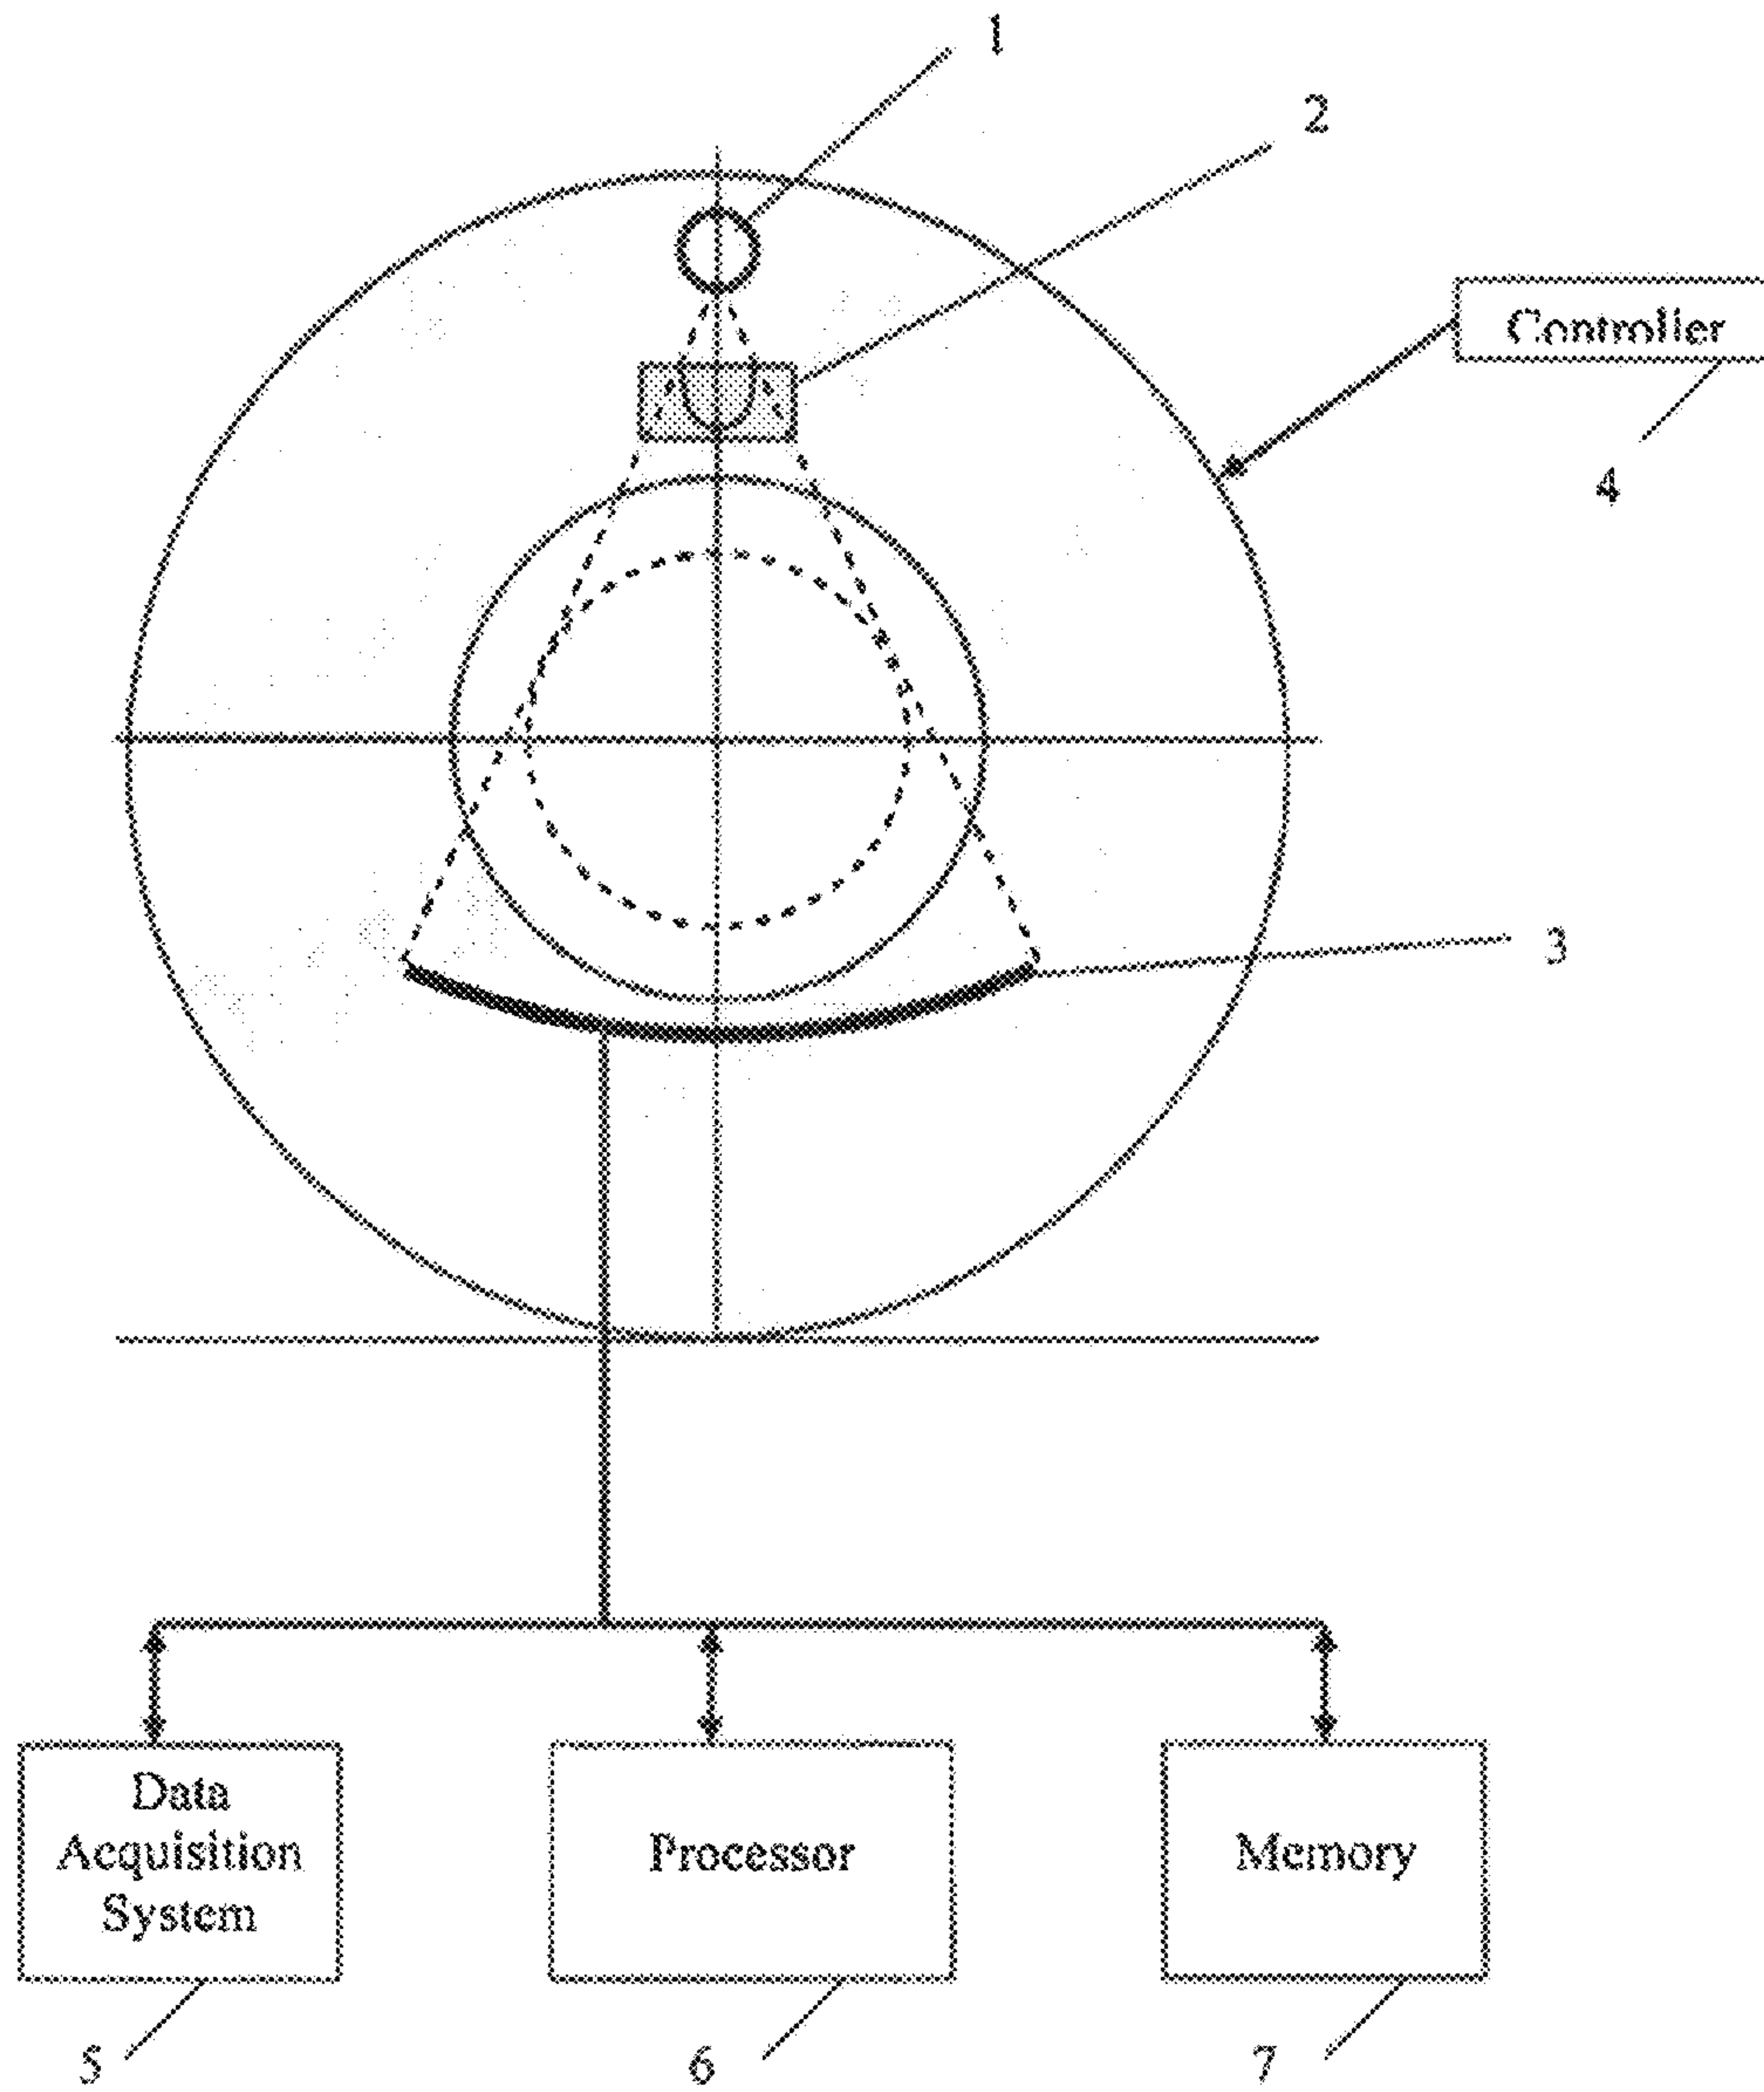 1
2
Controller
4
3
Data
Acquisition
System
Processor
Memory
5
6
7